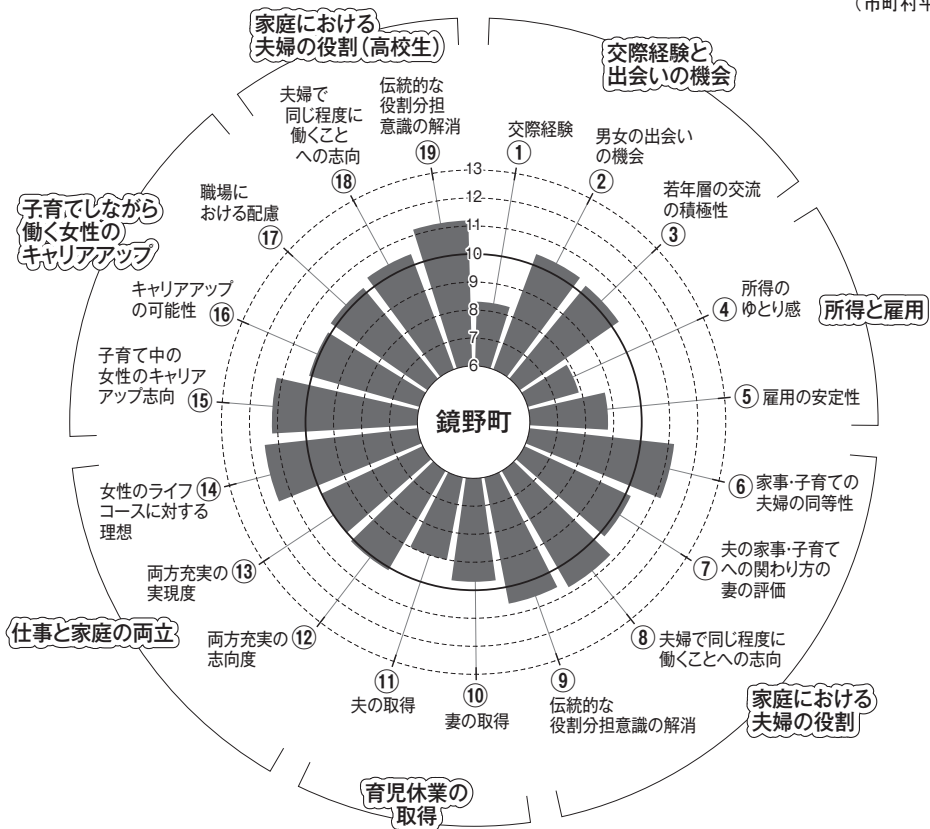 （市町村平
家庭における
夫婦の役割（高校生）
交際経験と
出会いの機会
所得と雇用
家庭における
夫婦の役割
育児休業の
取得
仕事と家庭の両立
子育てしながら
働く女性の
キャリアアップ
交際経験
①
男女の出会い
の機会
②
若年層の交流
の積極性
③
④ 所得の
ゆとり感
⑤ 雇用の安定性
⑥ 家事・子育ての
夫婦の同等性
⑦ 夫の家事・子育て
への関わり方の
妻の評価
⑧ 夫婦で同じ程度に
働くことへの志向
⑨
伝統的な
役割分担意識の解消
⑩
妻の取得
⑪
夫の取得
両方充実の ⑫
志向度
両方充実の ⑬
実現度
女性のライフ ⑭
コースに対する
理想
子育て中の
女性のキャリア
アップ志向 ⑮
キャリアアップ
の可能性 ⑯
職場に
おける配慮
⑰
夫婦で
同じ程度に
働くこと
への志向
⑱
伝統的な
役割分担
意識の解消
⑲
13
12
11
10
9
8
7
6
鏡野町